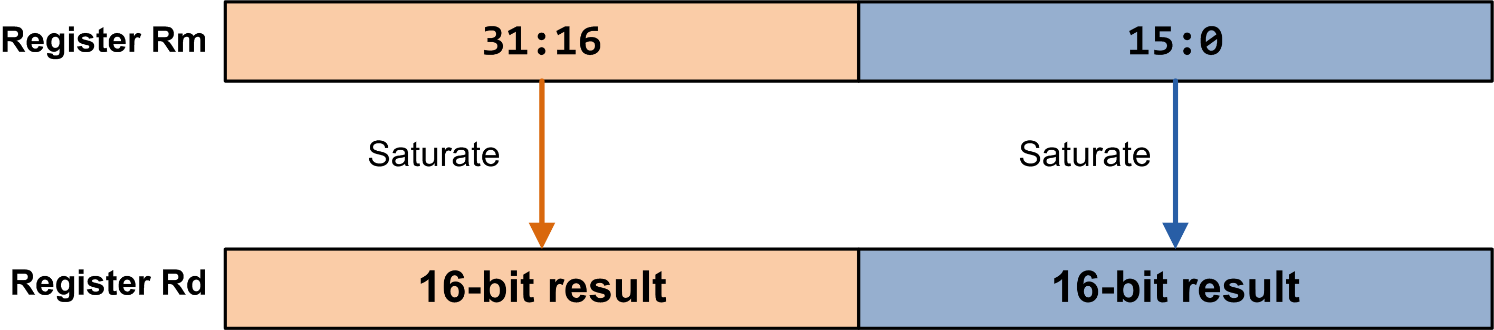 Register Rm 31:16 15:0
Saturate Saturate
Register Rd 16-bit result 16-bit result